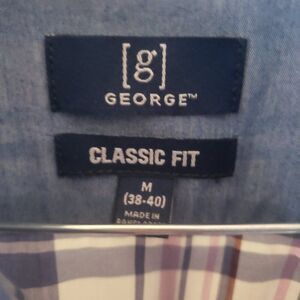 [g]
GEORGE™
CLASSIC FIT
M
(38-40)
MADE IN